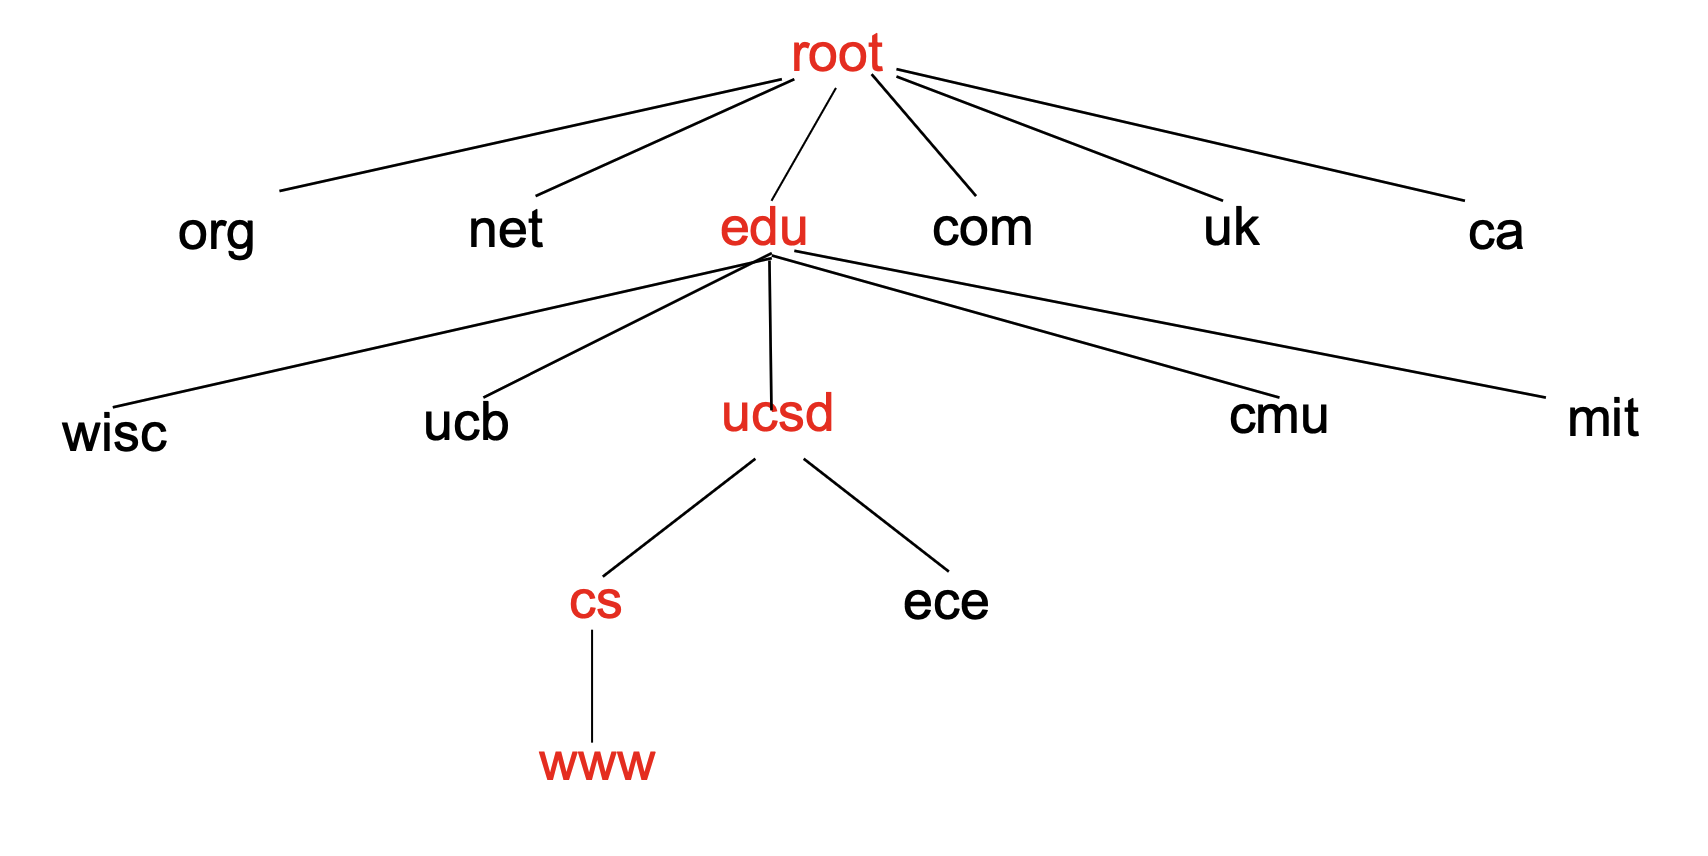 root
org net edu com uk ca
wisc ucb ucsd cmu mit
cs ece
www